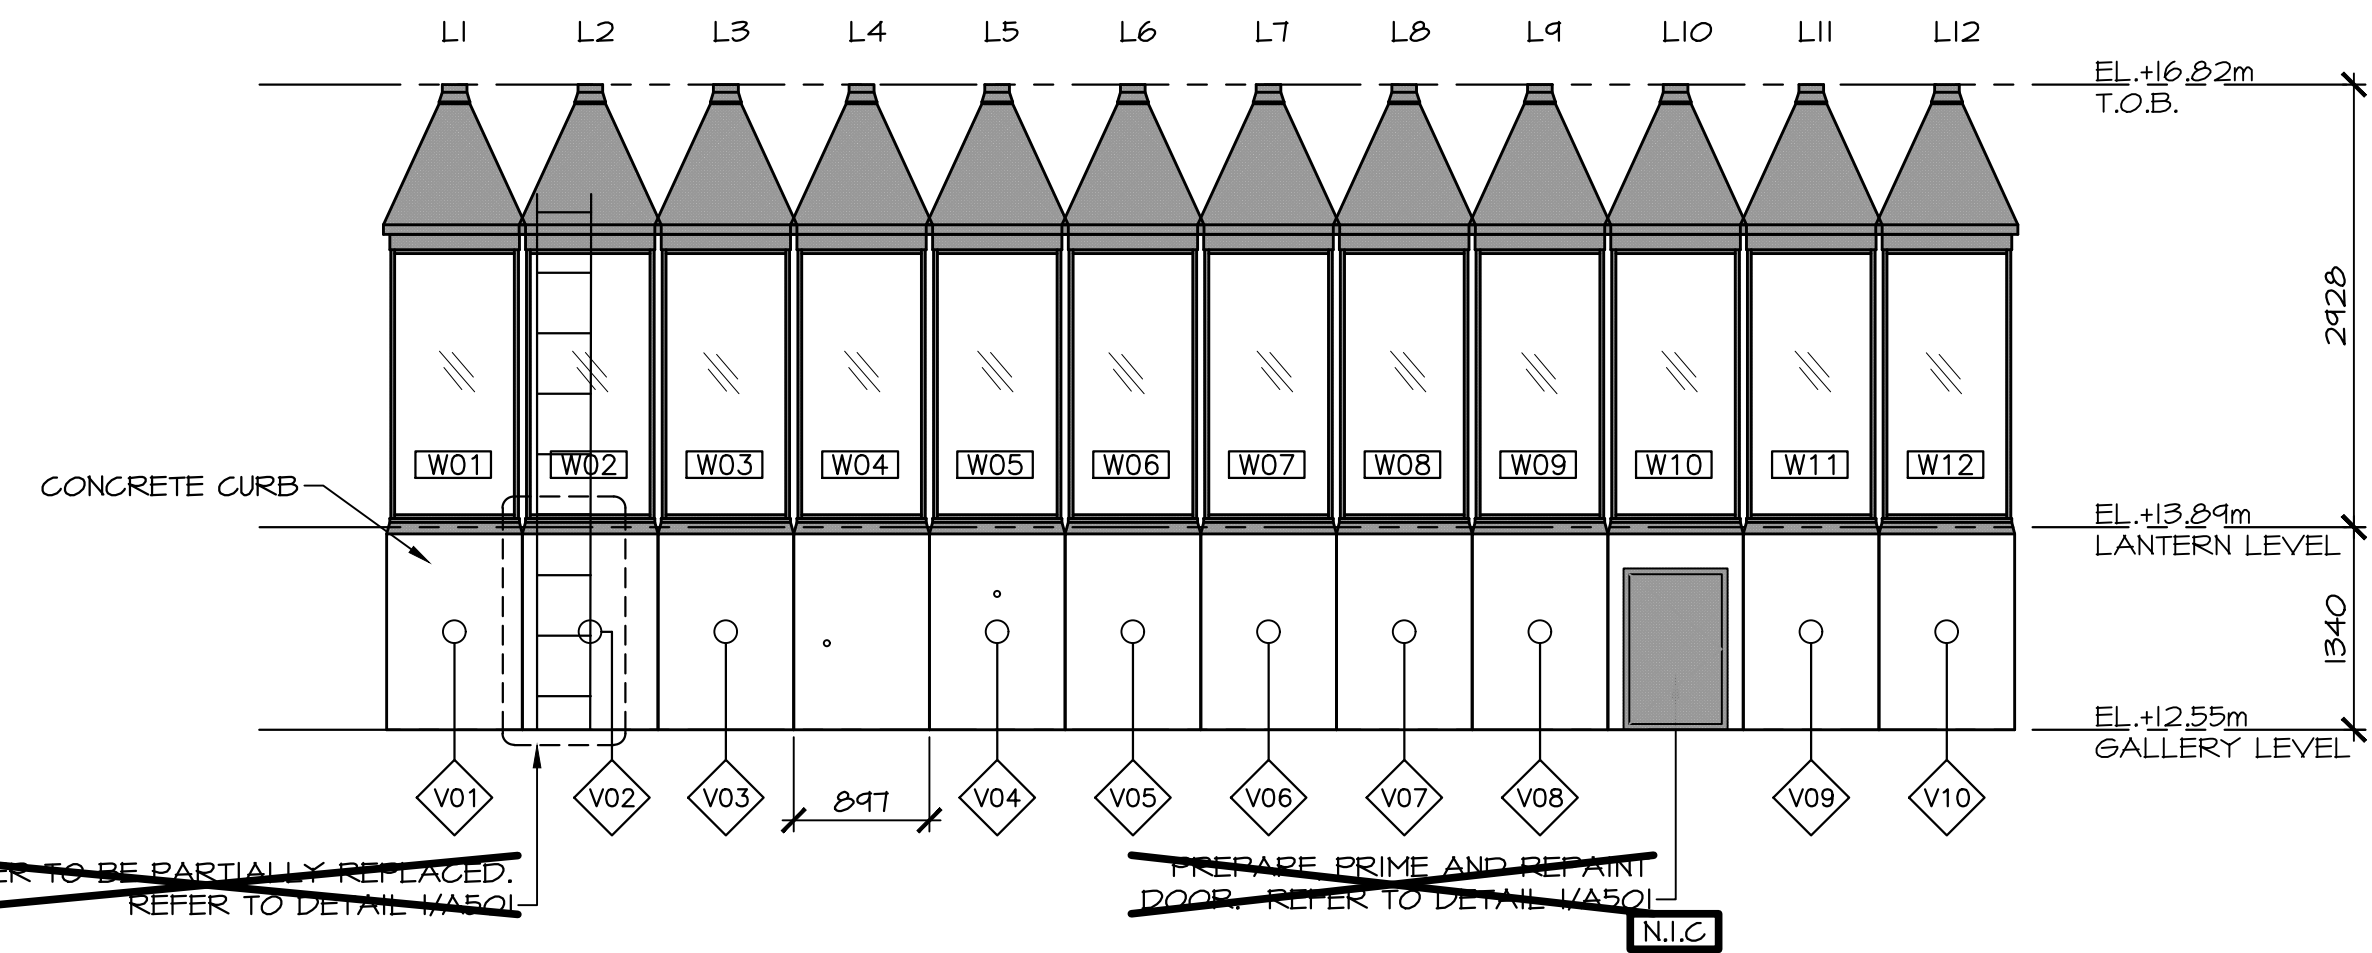 L1 L2 L3 L4 L5 L6 L7 L8 L9 L10 L11 L12
EL.+16.82m
T.O.B.
2928
W01 W02 W03 W04 W05 W06 W07 W08 W09 W10 W11 W12
CONCRETE CURB
EL.+13.89m
LANTERN LEVEL
1340
EL.+12.55m
GALLERY LEVEL
V01 V02 V03 897 V04 V05 V06 V07 V08 V09 V10
TO BE PARTIALLY REPLACED.
REFER TO DETAIL 1/A501
PREPARE, PRIME AND REPAINT
DOOR. REFER TO DETAIL 1/A501
N.I.C